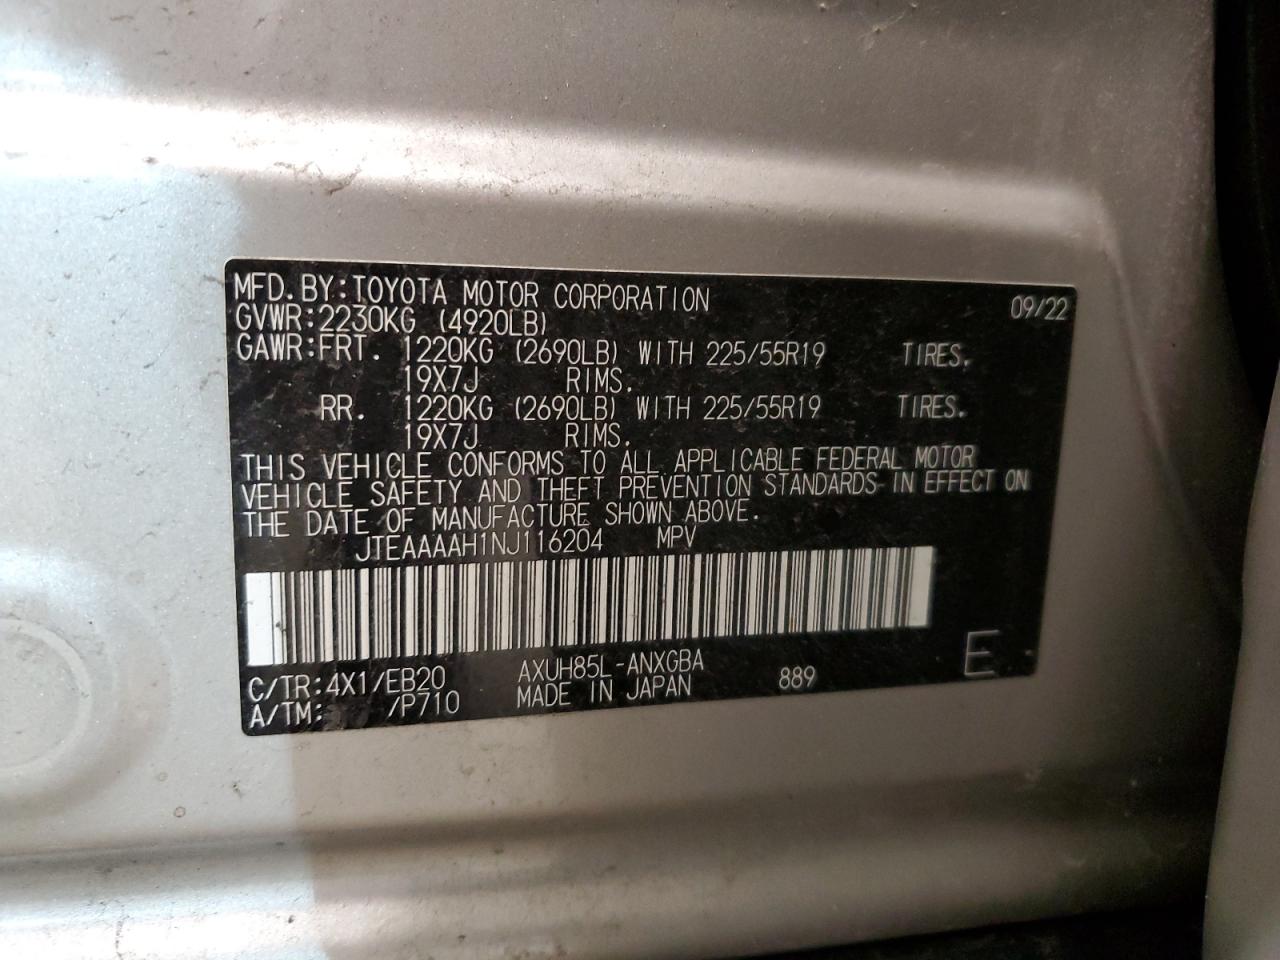 MFD.BY:TOYOTA MOTOR CORPORATION 09/22
GVWR:2230KG (4920LB)
GAWR:FRT. 1220KG (2690LB) WITH 225/55R19 TIRES.
19X7J RIMS.
RR. 1220KG (2690LB) WITH 225/55R19 TIRES.
19X7J RIMS.
THIS VEHICLE CONFORMS TO ALL APPLICABLE FEDERAL MOTOR
VEHICLE SAFETY AND THEFT PREVENTION STANDARDS IN EFFECT ON
THE DATE OF MANUFACTURE SHOWN ABOVE.
JTEAAAAH1NJ116204 MPV
C/TR:4X1/EB20 AXUH85L-ANXGBA 889 E
A/TM: /P710 MADE IN JAPAN